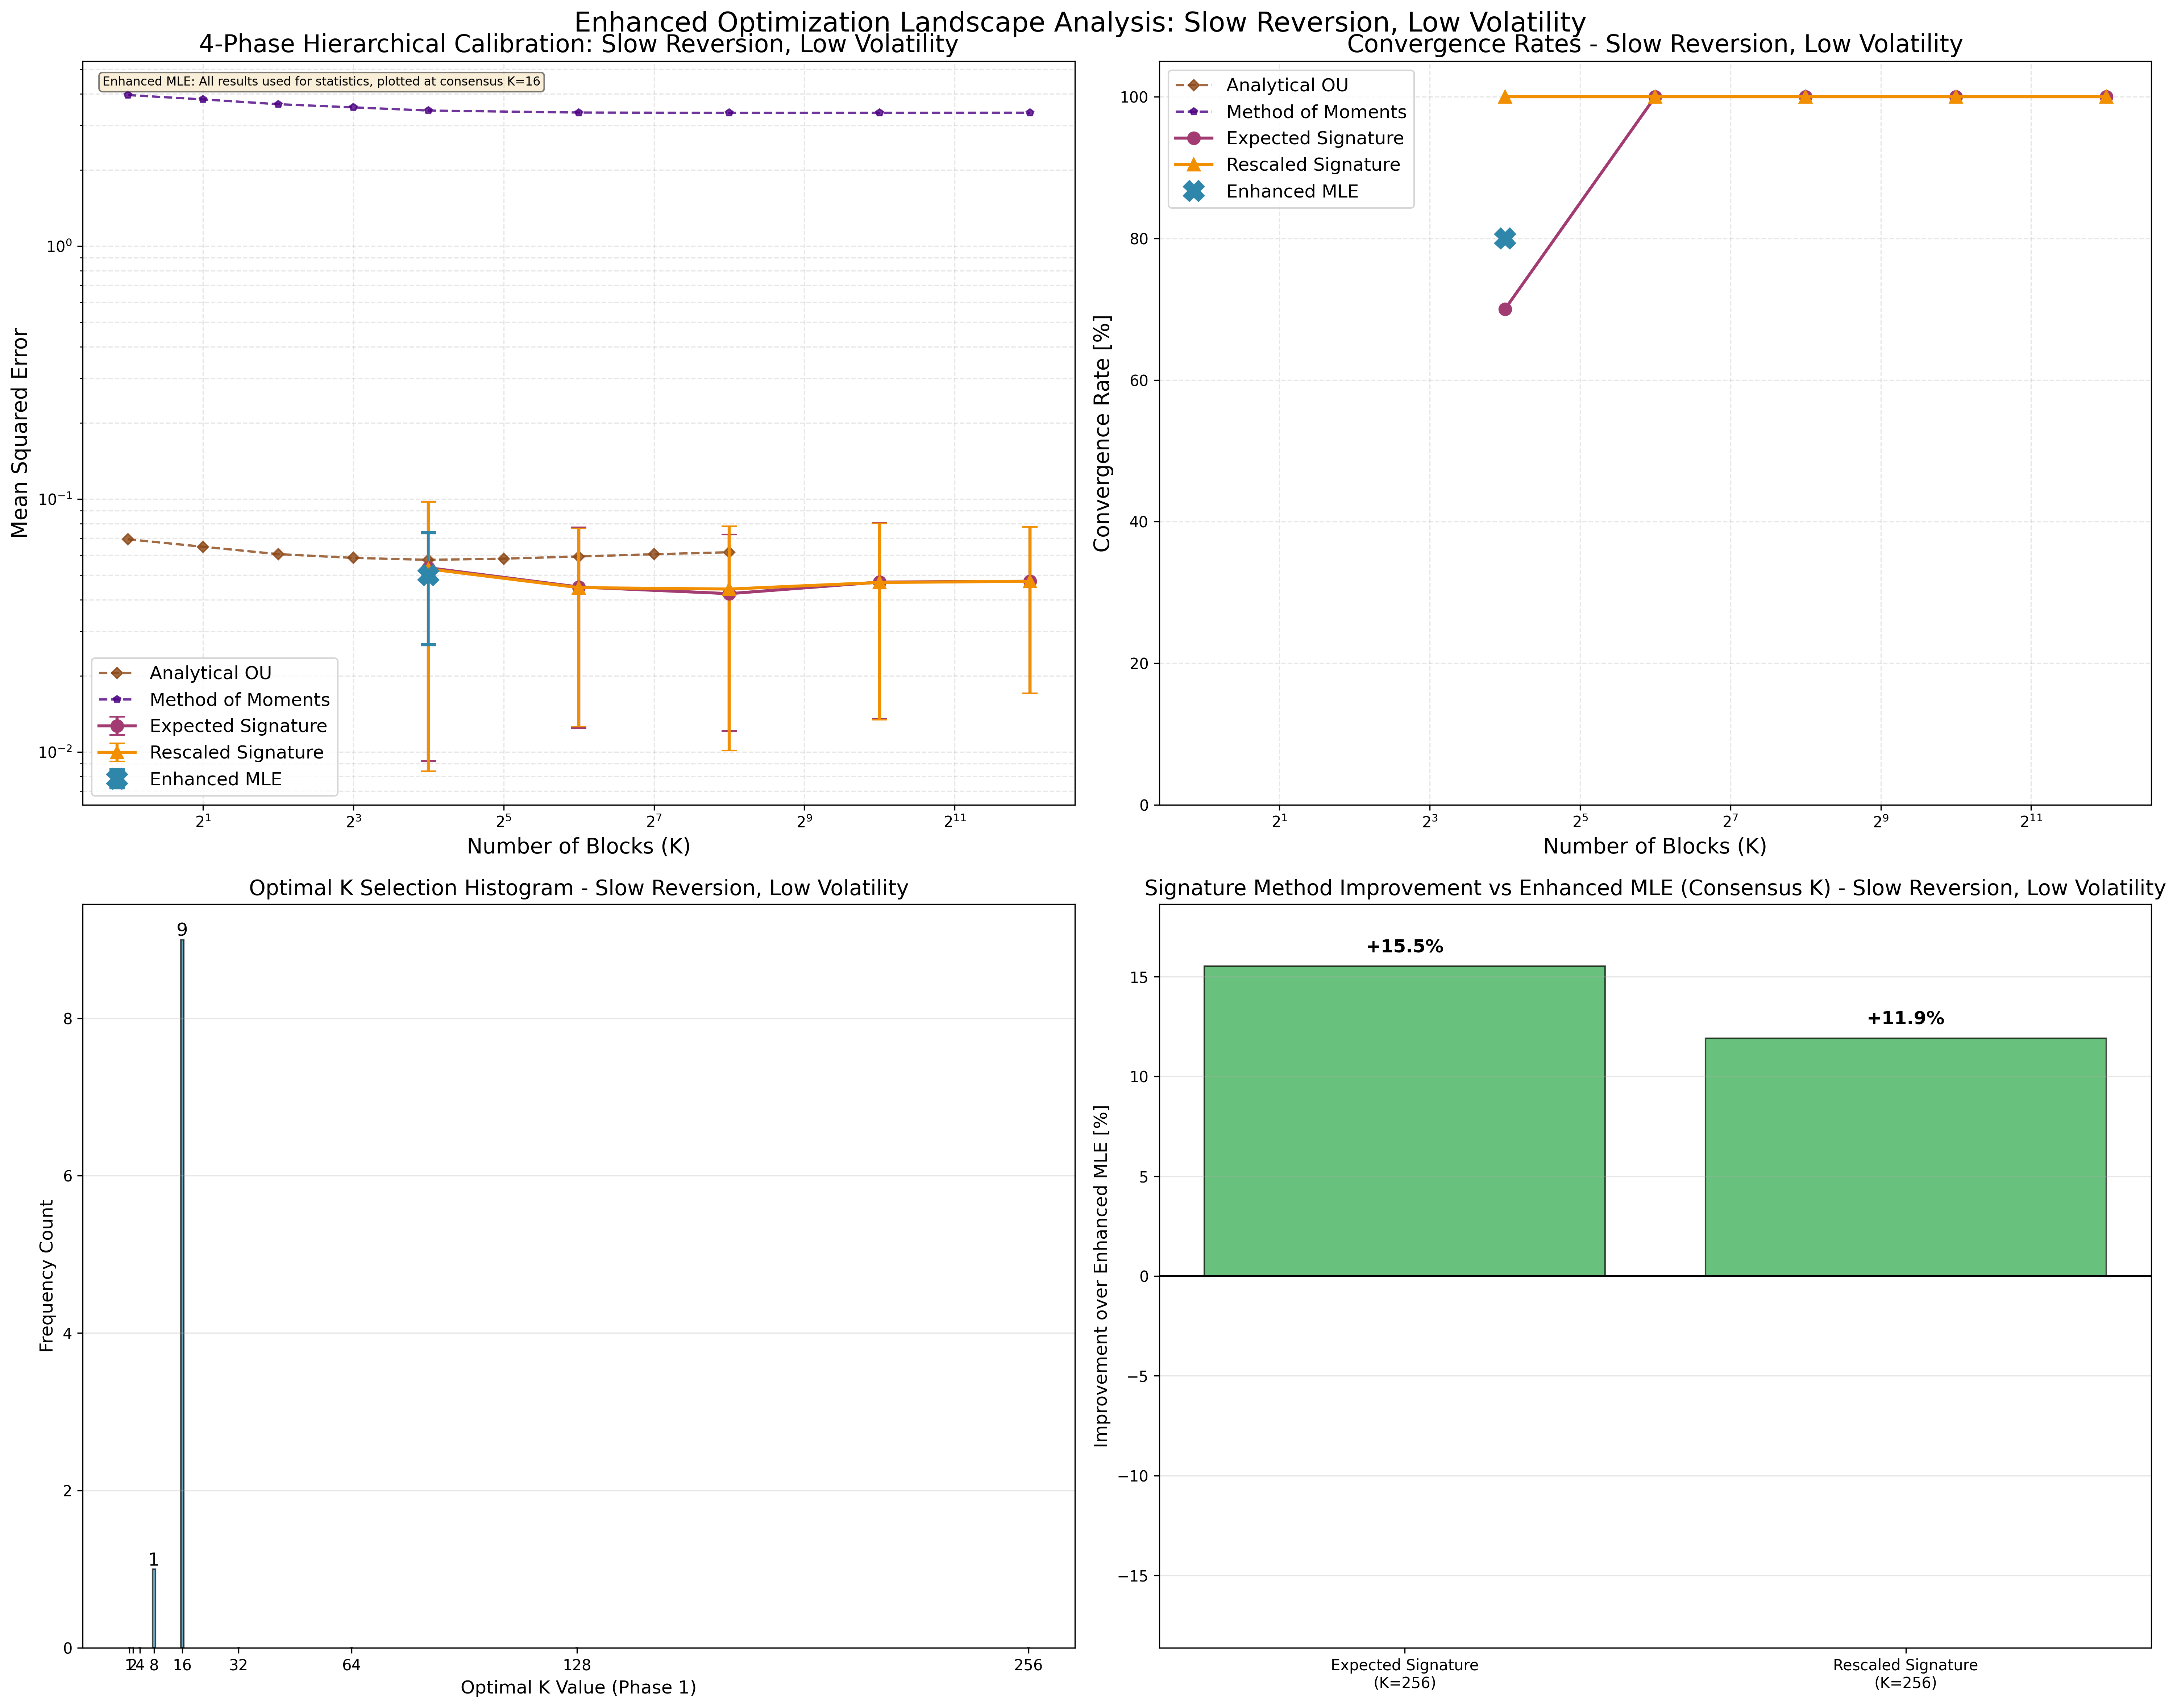 Enhanced Optimization Landscape Analysis: Slow Reversion, Low Volatility
4-Phase Hierarchical Calibration: Slow Reversion, Low Volatility
Enhanced MLE: All results used for statistics, plotted at consensus K=16
Mean Squared Error
10⁰
10⁻¹
10⁻²
Analytical OU
Method of Moments
Expected Signature
Rescaled Signature
Enhanced MLE
2¹ 2³ 2⁵ 2⁷ 2⁹ 2¹¹
Number of Blocks (K)
Convergence Rates - Slow Reversion, Low Volatility
Analytical OU
Method of Moments
Expected Signature
Rescaled Signature
Enhanced MLE
Convergence Rate [%]
100
80
60
40
20
0
2¹ 2³ 2⁵ 2⁷ 2⁹ 2¹¹
Number of Blocks (K)
Optimal K Selection Histogram - Slow Reversion, Low Volatility
Frequency Count
9
8
6
4
2
1
0
1 2 4 8 16 32 64 128 256
Optimal K Value (Phase 1)
Signature Method Improvement vs Enhanced MLE (Consensus K) - Slow Reversion, Low Volatility
Improvement over Enhanced MLE [%]
+15.5%
+11.9%
15
10
5
0
−5
−10
−15
Expected Signature
(K=256)
Rescaled Signature
(K=256)